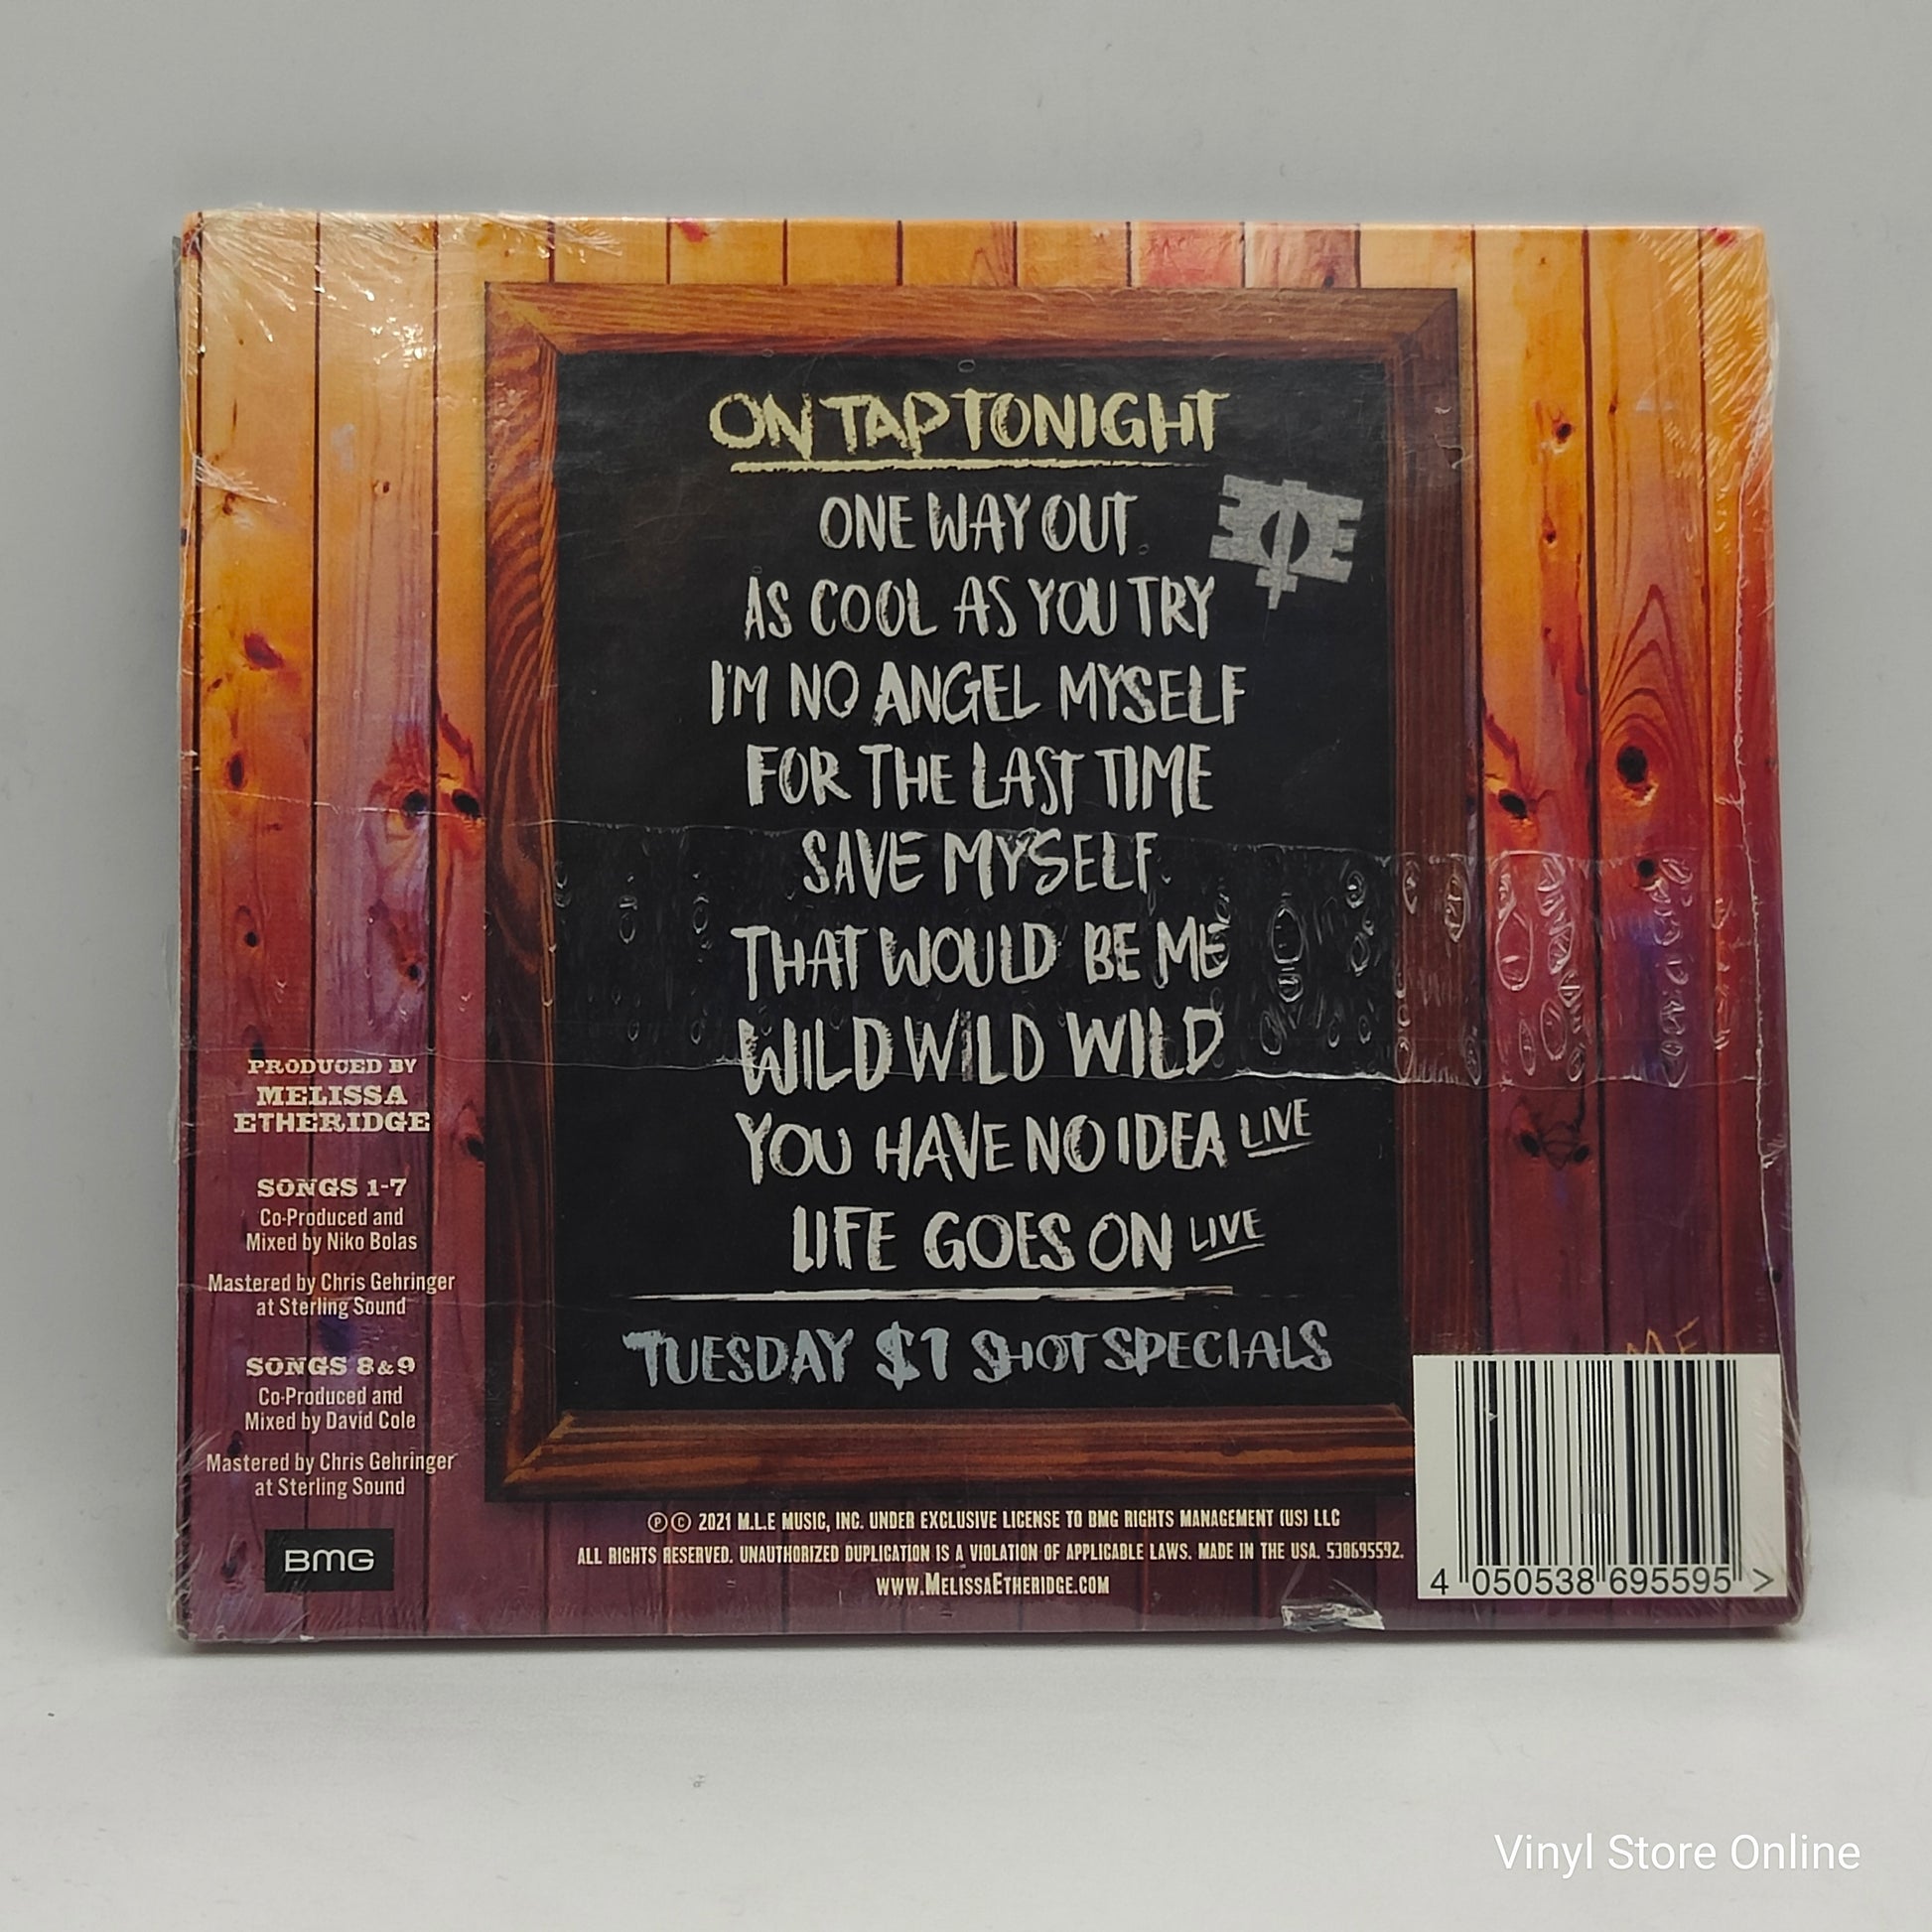 ON TAP TONIGHT
ONE WAY OUT
AS COOL AS YOU TRY
I'M NO ANGEL MYSELF
FOR THE LAST TIME
SAVE MYSELF
THAT WOULD BE ME
WILD WILD WILD
YOU HAVE NO IDEA LIVE
LIFE GOES ON LIVE
TUESDAY $1 SHOT SPECIALS
PRODUCED BY
MELISSA
ETHERIDGE
SONGS 1-7
Co-Produced and
Mixed by Niko Bolas
Mastered by Chris Gehringer
at Sterling Sound
SONGS 8&9
Co-Produced and
Mixed by David Cole
Mastered by Chris Gehringer
at Sterling Sound
BMG
Ⓟ © 2021 M.L.E MUSIC, INC. UNDER EXCLUSIVE LICENSE TO BMG RIGHTS MANAGEMENT (US) LLC
ALL RIGHTS RESERVED. UNAUTHORIZED DUPLICATION IS A VIOLATION OF APPLICABLE LAWS. MADE IN THE USA. 538695592.
WWW.MELISSAETHERIDGE.COM
ME
4 050538 695595 >
Vinyl Store Online